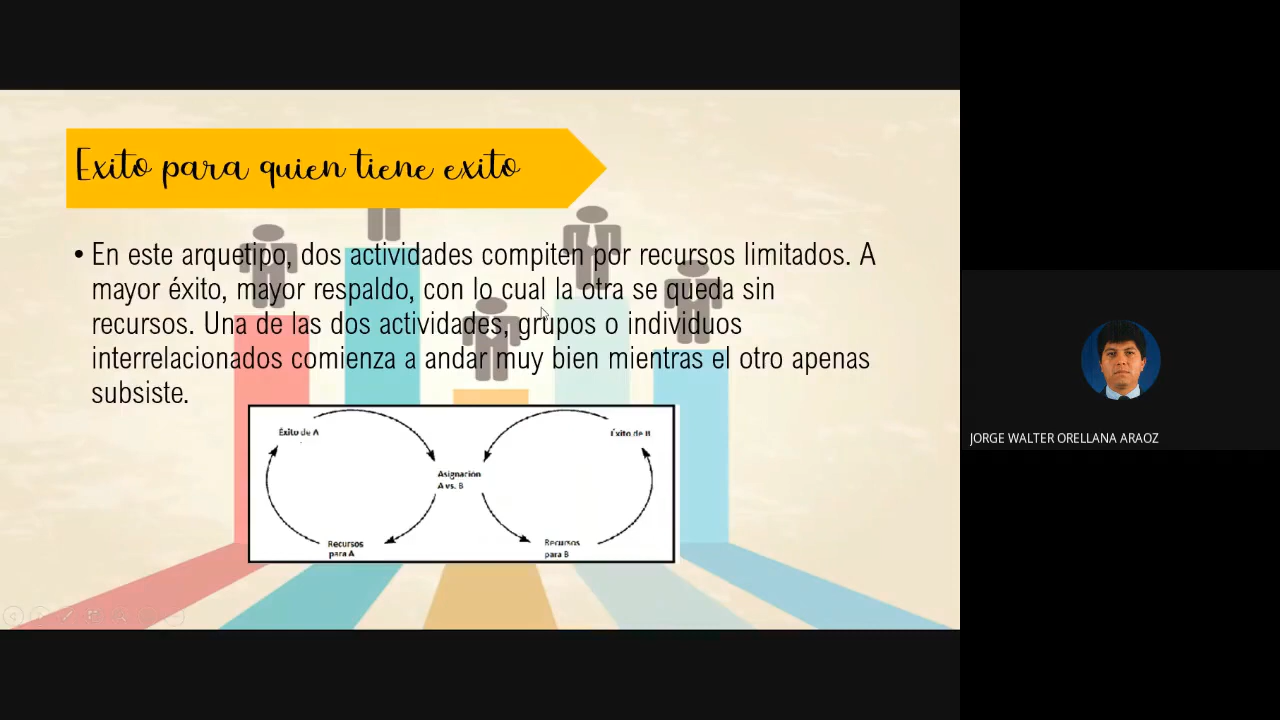 Exito para quien tiene exito
• En este arquetipo, dos actividades compiten por recursos limitados. A
mayor éxito, mayor respaldo, con lo cual la otra se queda sin
recursos. Una de las dos actividades, grupos o individuos
interrelacionados comienza a andar muy bien mientras el otro apenas
subsiste.
Éxito de A
Éxito de B
Asignación
A vs. B
Recursos
para A
Recursos
para B
JORGE WALTER ORELLANA ARAOZ